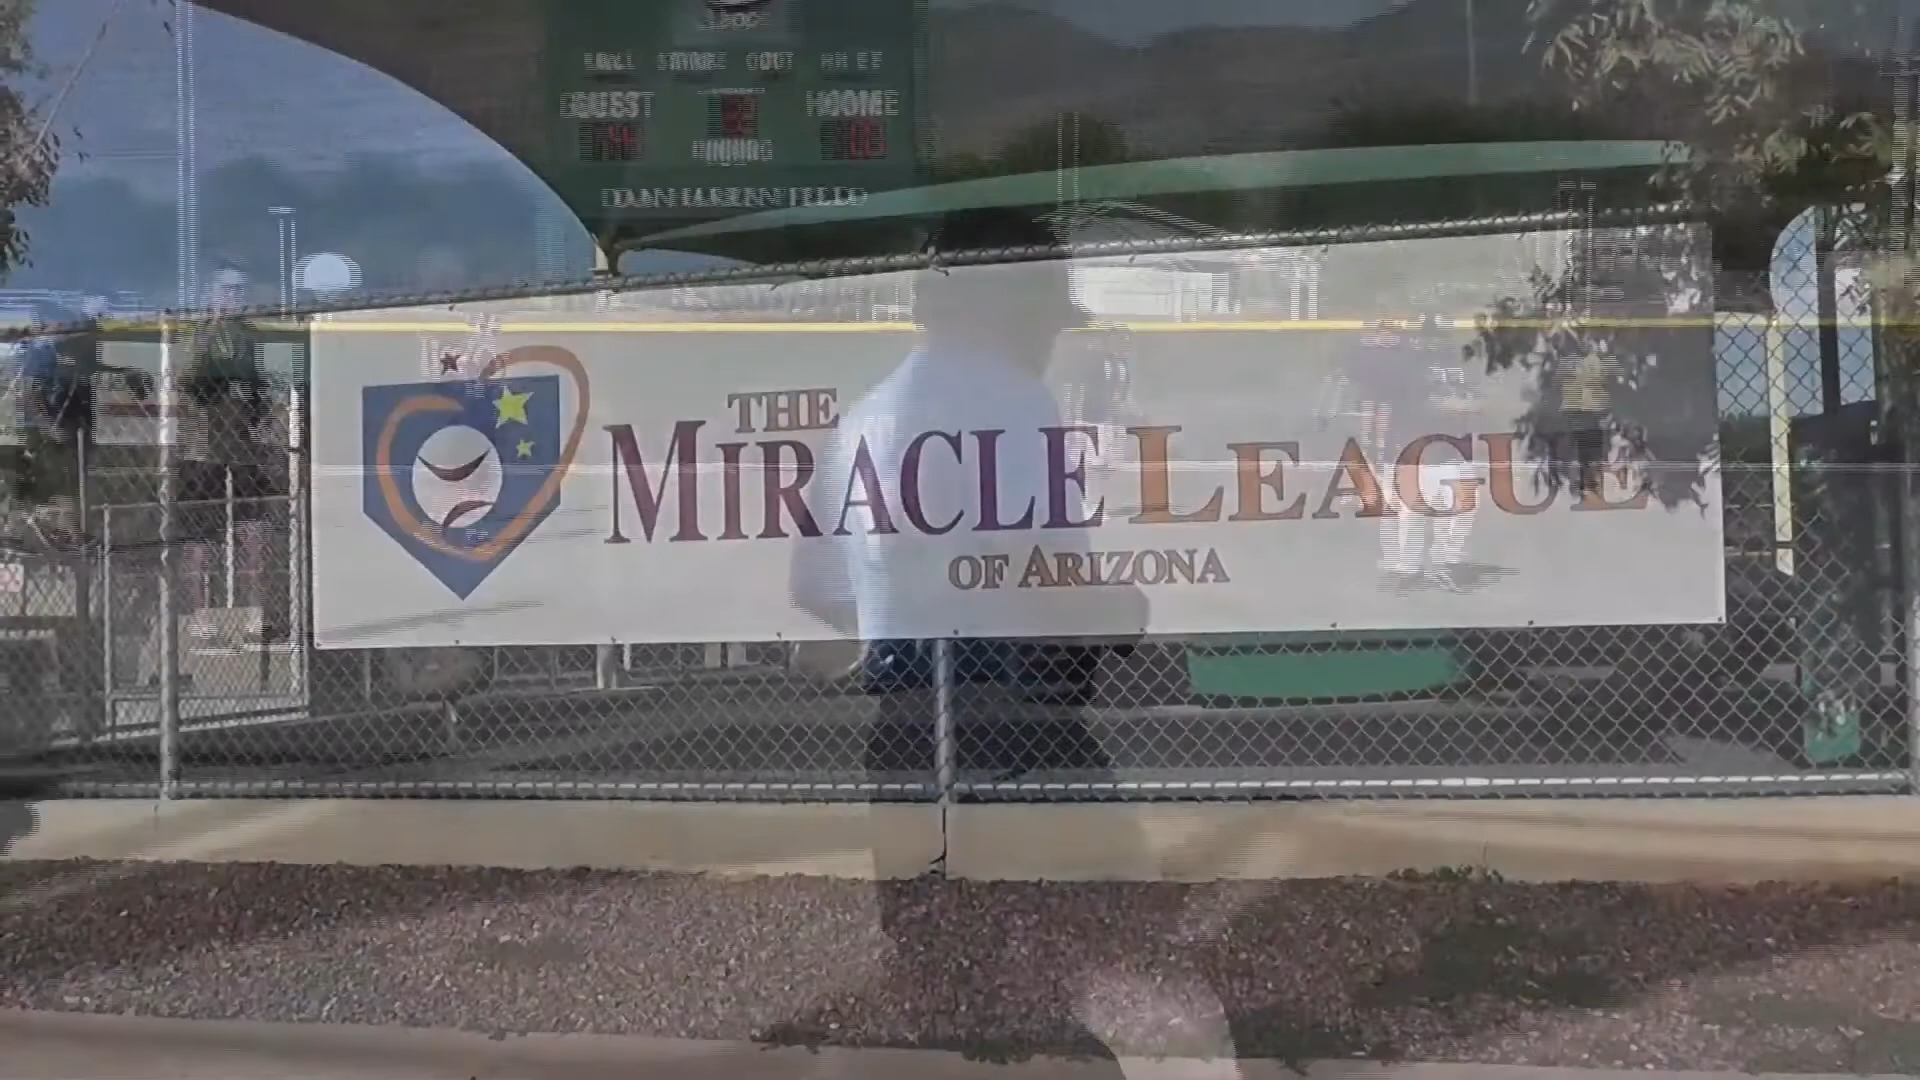 BALL STRIKE OUT
GUEST HOME
INNING
THE
MIRACLE LEAGUE
OF ARIZONA